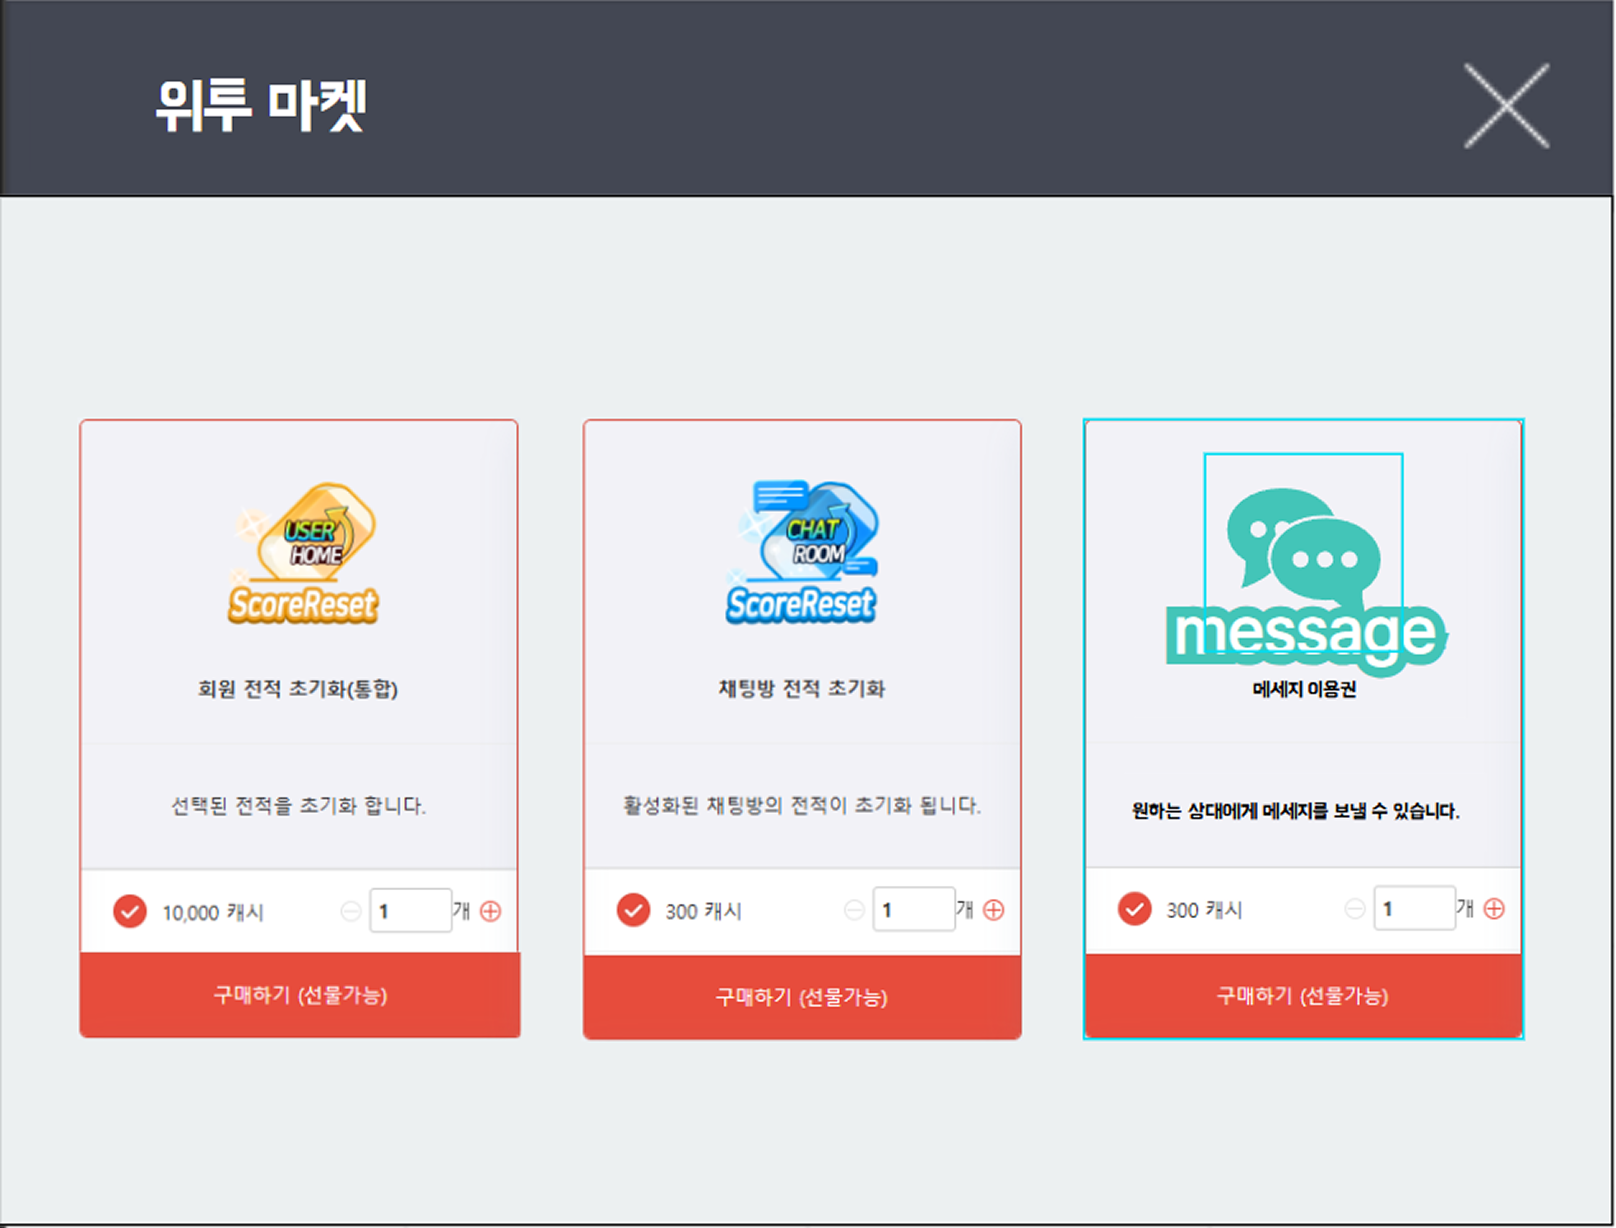 위투 마켓
USER
HOME
ScoreReset
회원 전적 초기화(통합)
선택된 전적을 초기화 합니다.
10,000 캐시
1
개
구매하기 (선물가능)
CHAT
ROOM
ScoreReset
채팅방 전적 초기화
활성화된 채팅방의 전적이 초기화 됩니다.
300 캐시
1
개
구매하기 (선물가능)
message
메세지 이용권
원하는 상대에게 메세지를 보낼 수 있습니다.
300 캐시
1
개
구매하기 (선물가능)